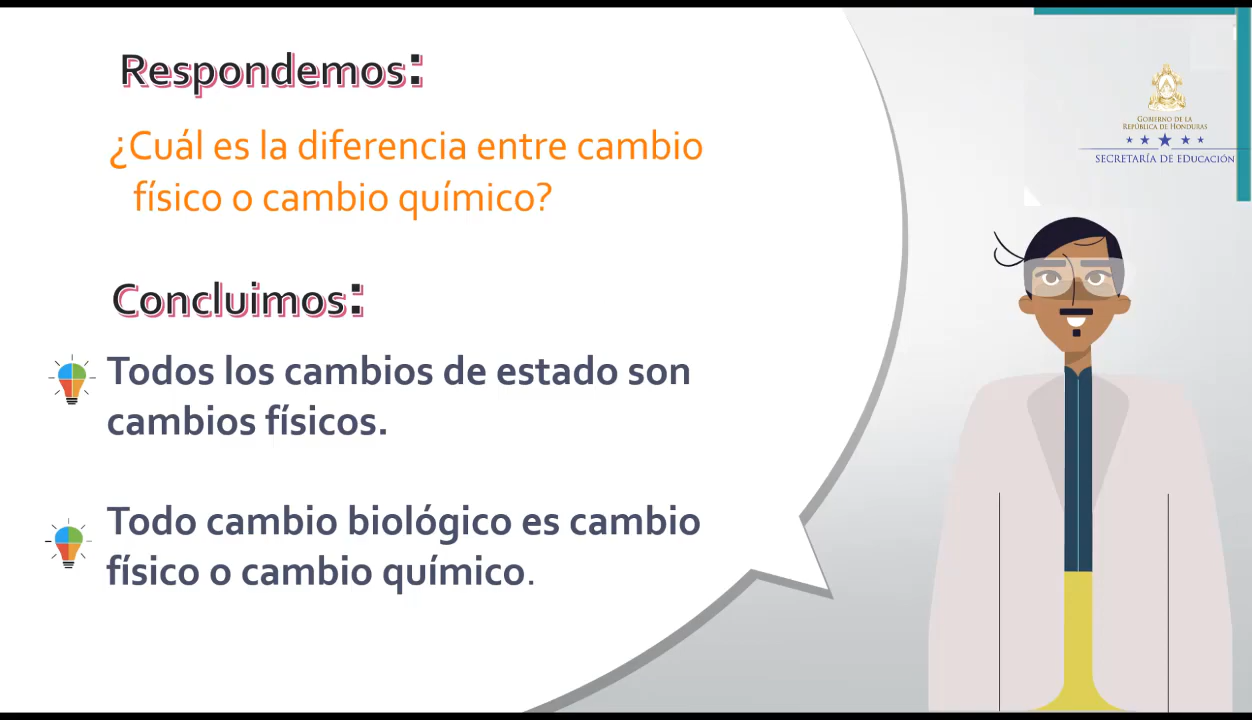 Respondemos:
¿Cuál es la diferencia entre cambio
físico o cambio químico?
Concluimos:
Todos los cambios de estado son
cambios físicos.
Todo cambio biológico es cambio
físico o cambio químico.
GOBIERNO DE LA
REPÚBLICA DE HONDURAS
SECRETARÍA DE EDUCACIÓN